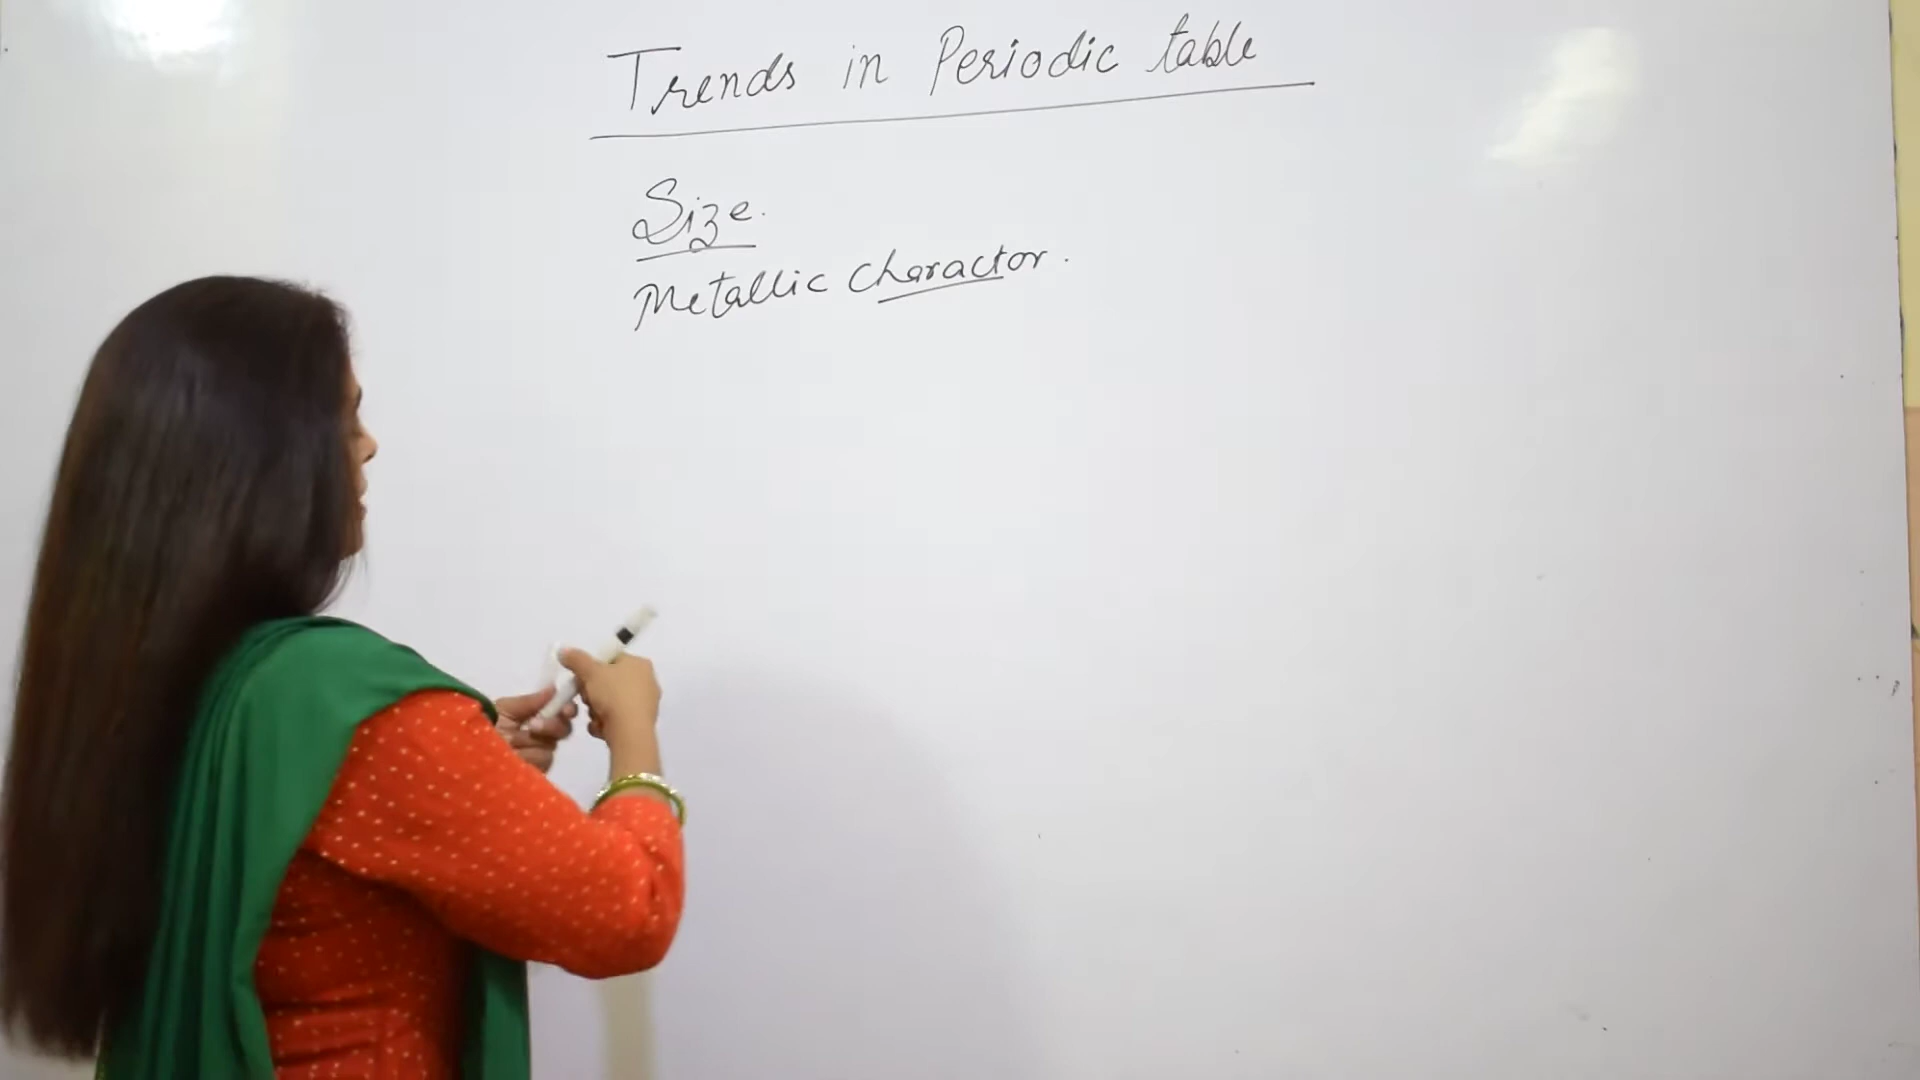 Trends in Periodic table
Size.
Metallic charactor.